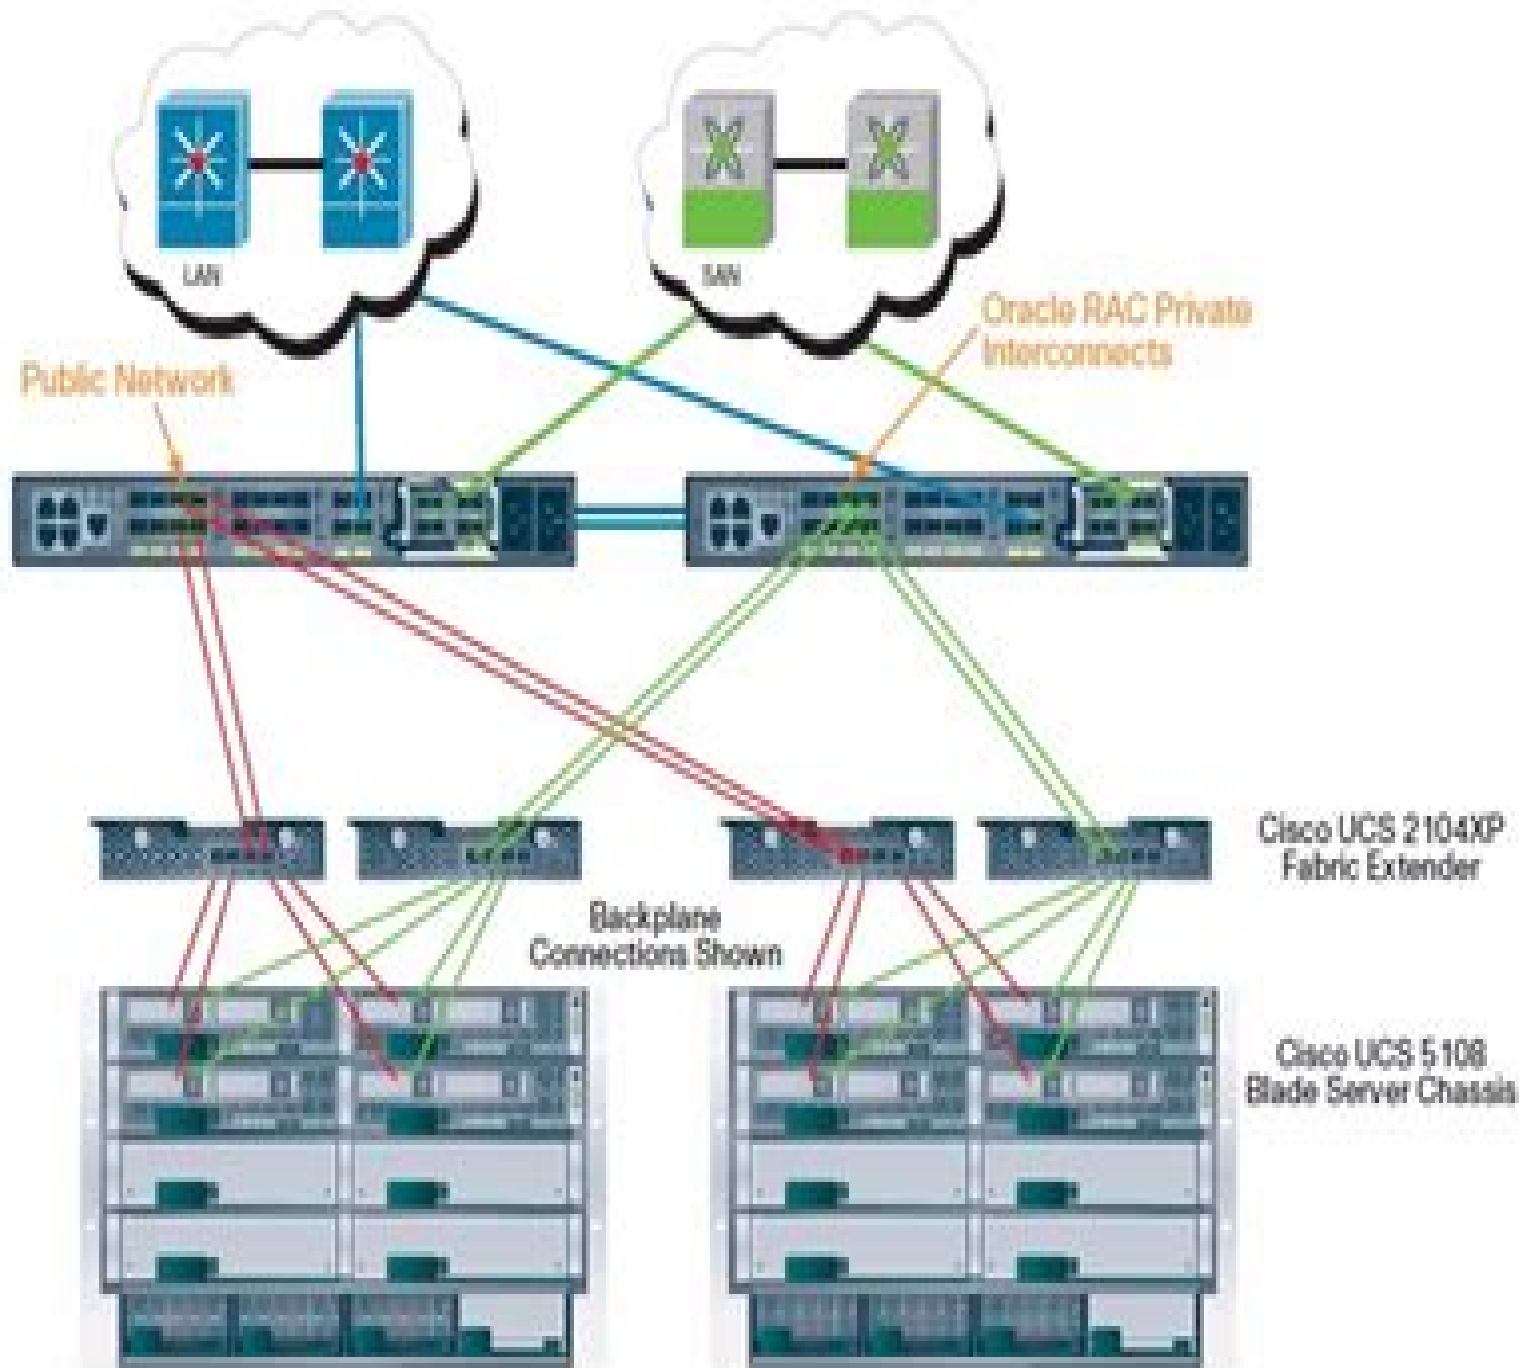 LAN
SAN
Oracle RAC Private
Interconnects
Public Network
Cisco UCS 2104XP
Fabric Extender
Backplane
Connections Shown
Cisco UCS 5108
Blade Server Chassis